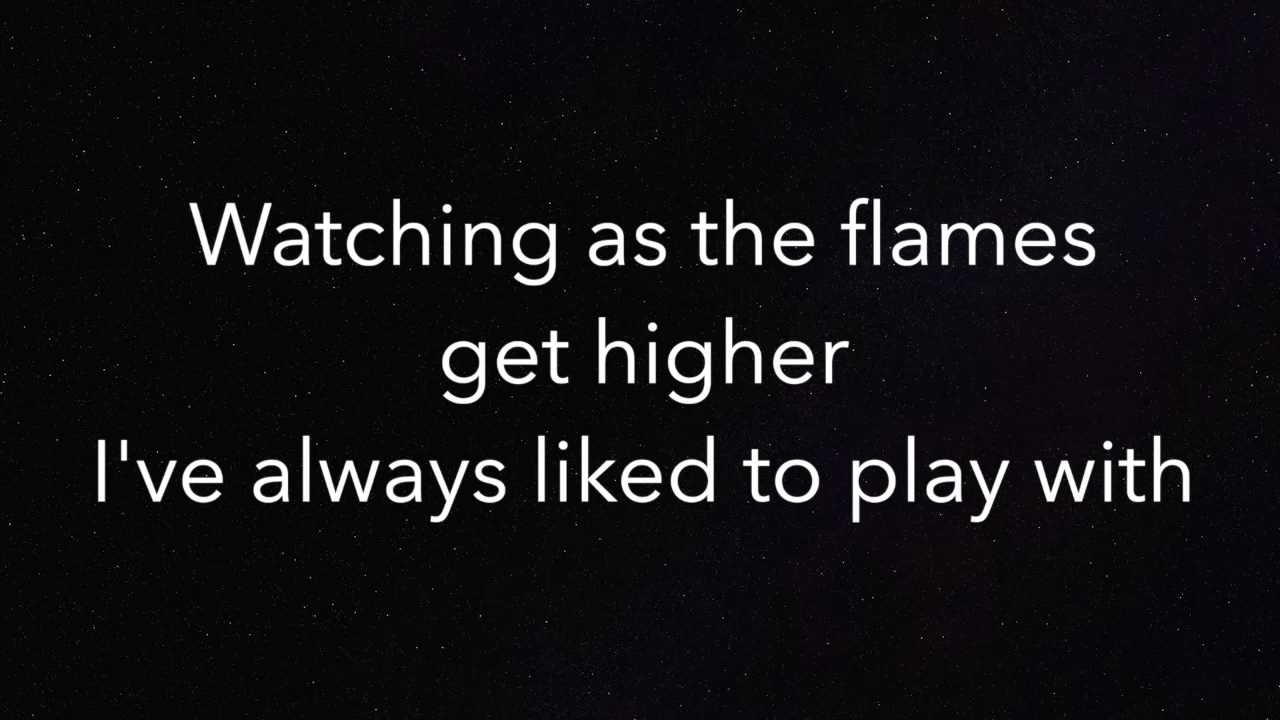 Watching as the flames
get higher
I've always liked to play with